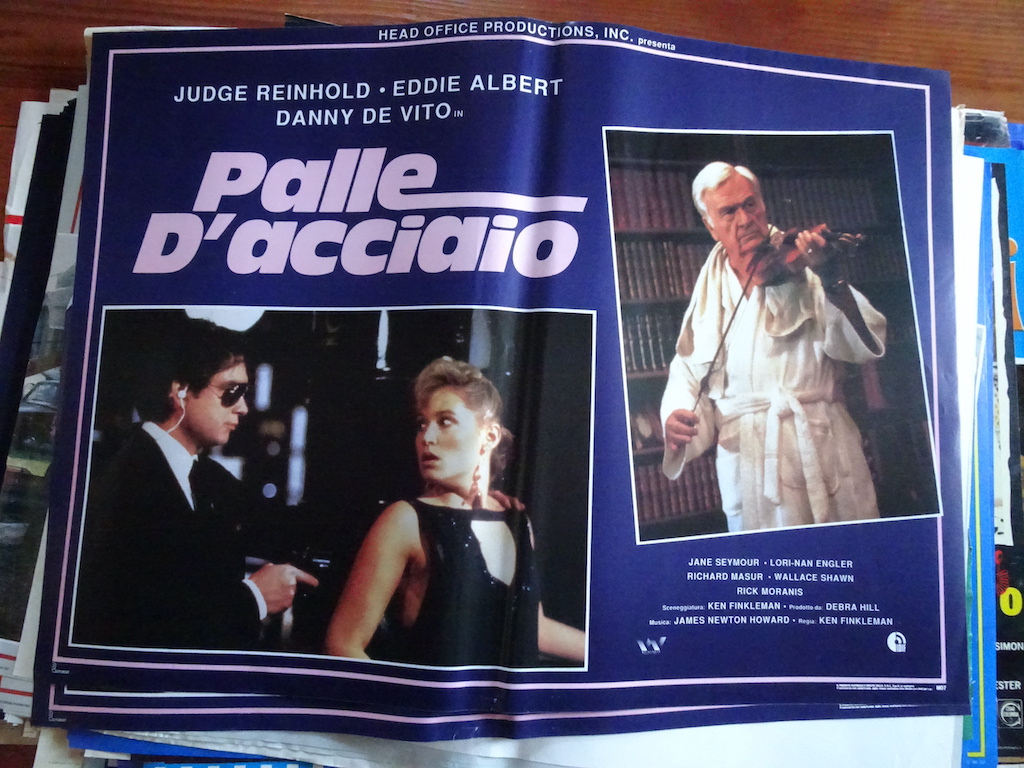 HEAD OFFICE PRODUCTIONS, INC. presenta
JUDGE REINHOLD • EDDIE ALBERT
DANNY DE VITO IN
Palle
D'acciaio
JANE SEYMOUR • LORI-NAN ENGLER
RICHARD MASUR • WALLACE SHAWN
RICK MORANIS
Sceneggiatura: KEN FINKLEMAN • Prodotto da: DEBRA HILL
Musica: JAMES NEWTON HOWARD • Regia: KEN FINKLEMAN
SIMON
STER